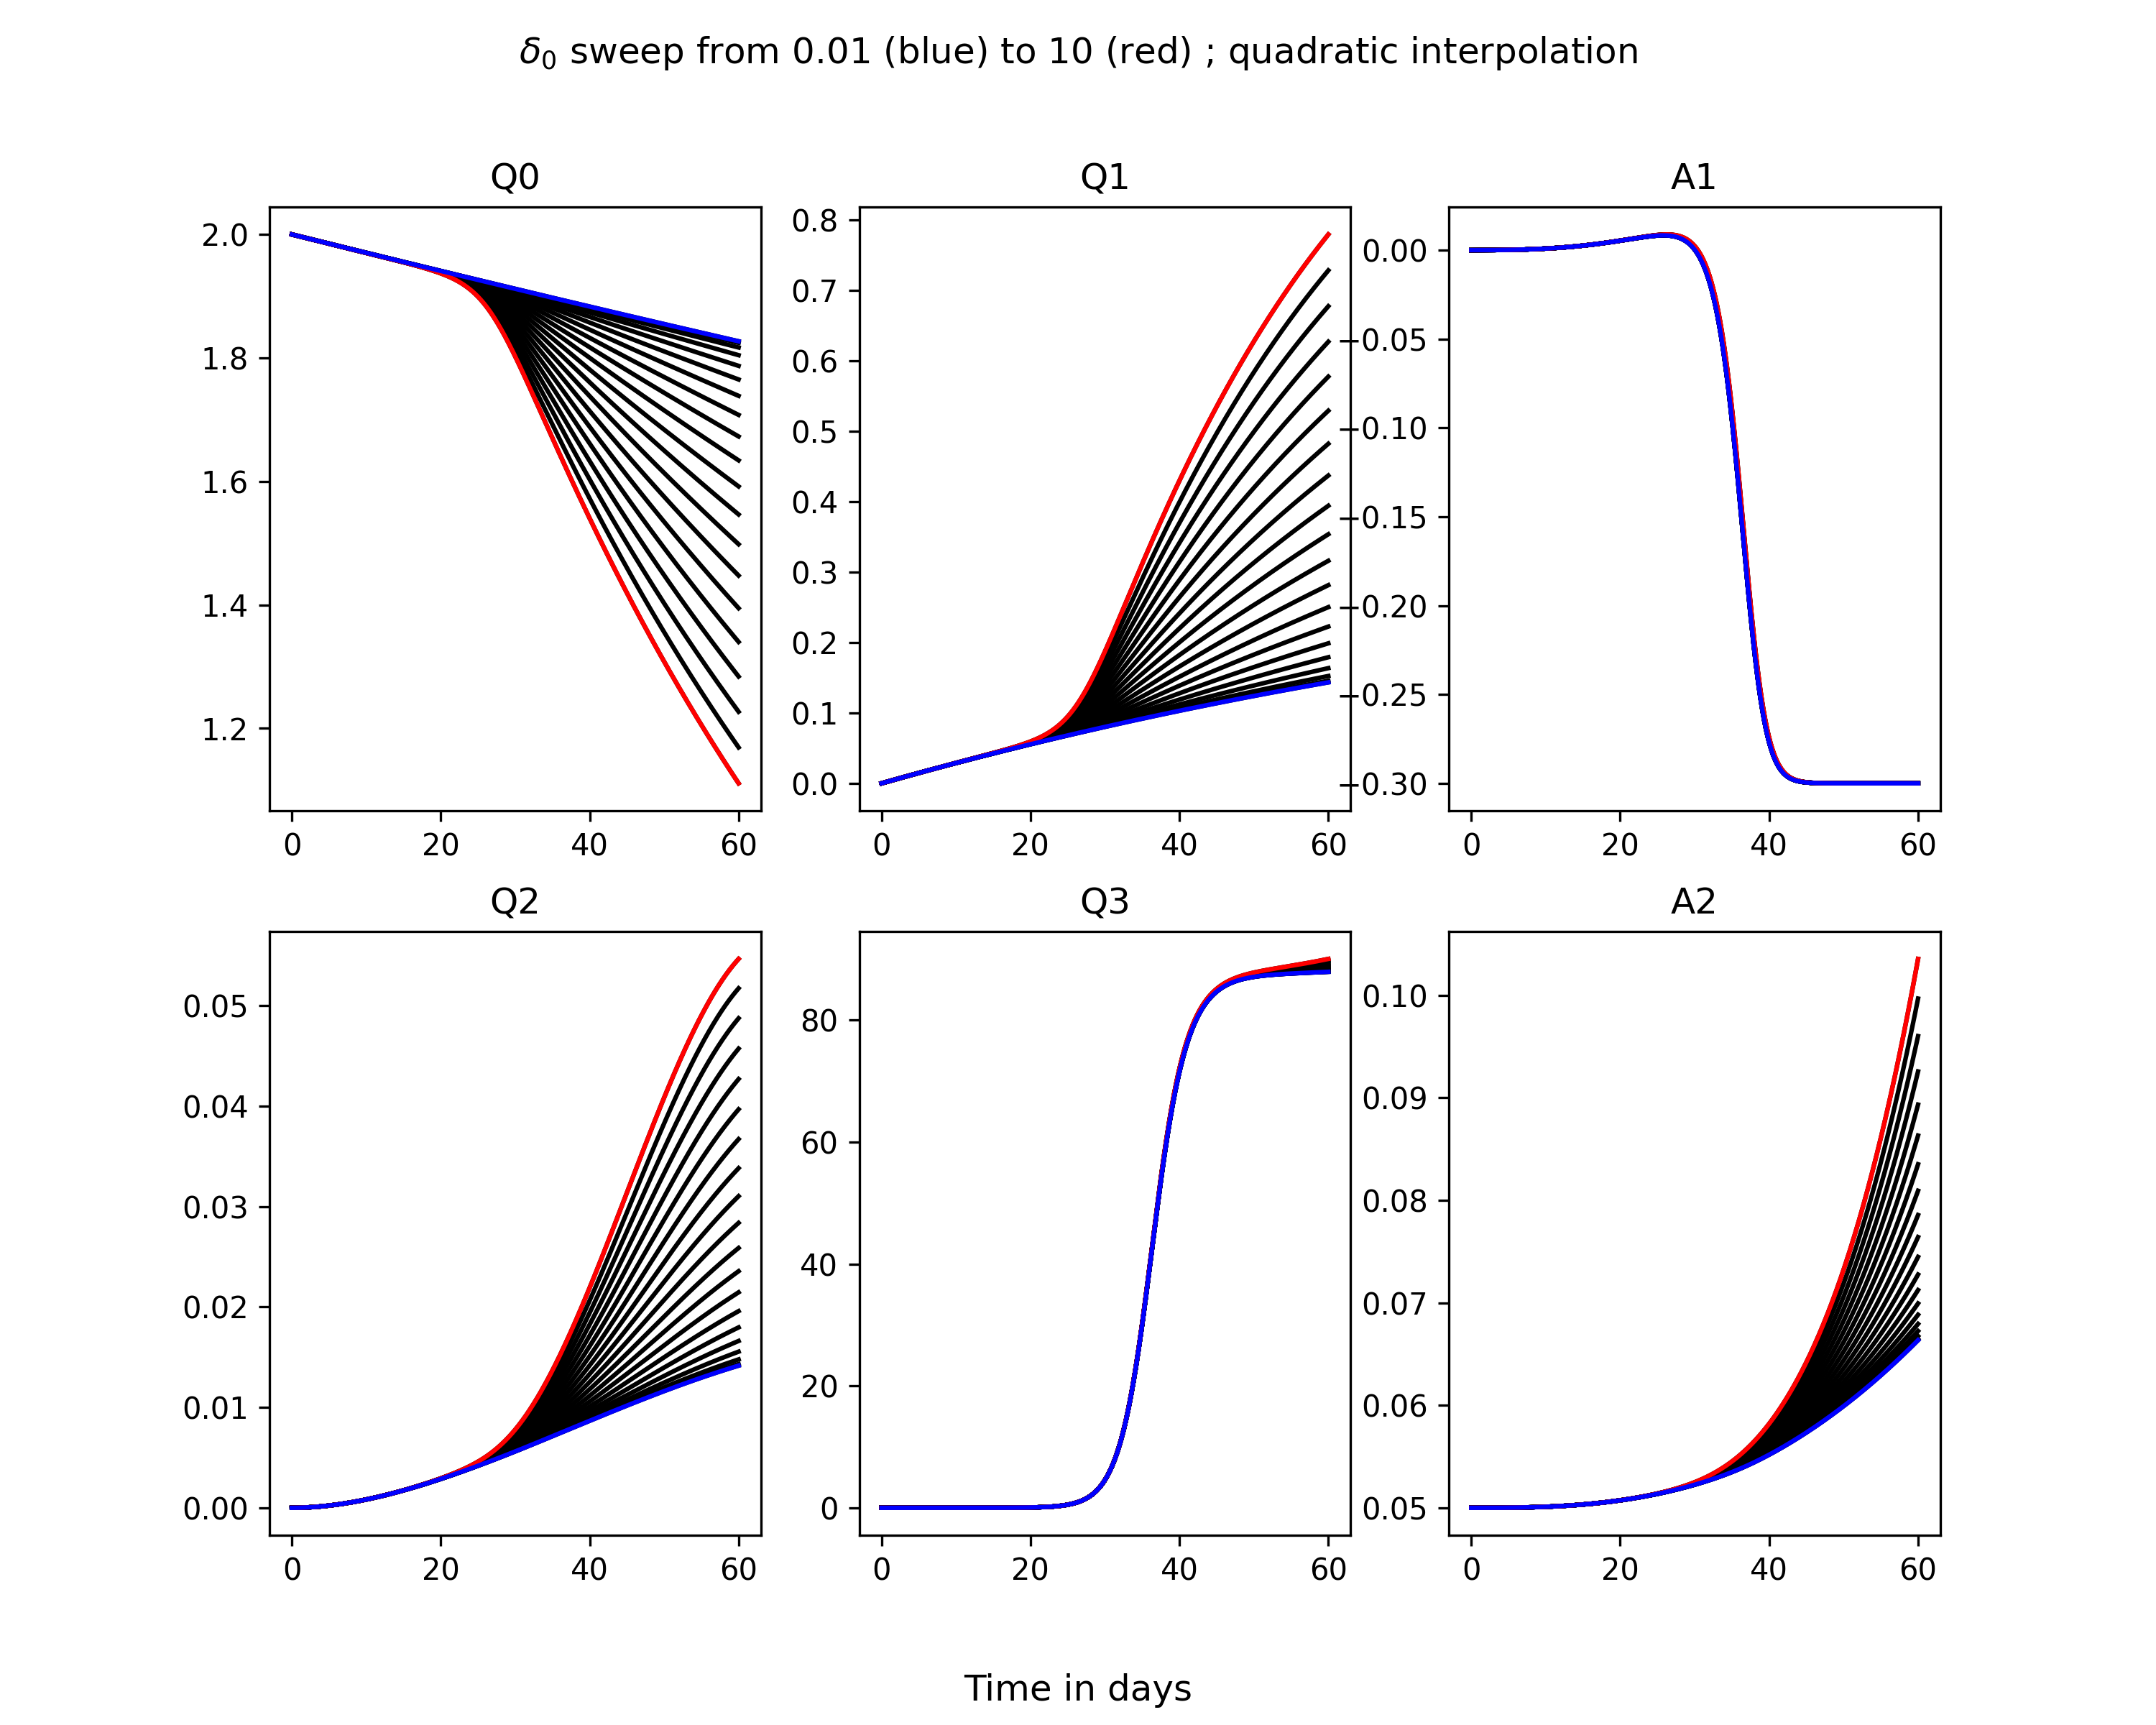 δ₀ sweep from 0.01 (blue) to 10 (red) ; quadratic interpolation
Q0
2.0
1.8
1.6
1.4
1.2
0 20 40 60
Q1
0.8
0.7
0.6
0.5
0.4
0.3
0.2
0.1
0.0
0 20 40 60
A1
0.00
−0.05
−0.10
−0.15
−0.20
−0.25
−0.30
0 20 40 60
Q2
0.05
0.04
0.03
0.02
0.01
0.00
0 20 40 60
Q3
80
60
40
20
0
0 20 40 60
A2
0.10
0.09
0.08
0.07
0.06
0.05
0 20 40 60
Time in days